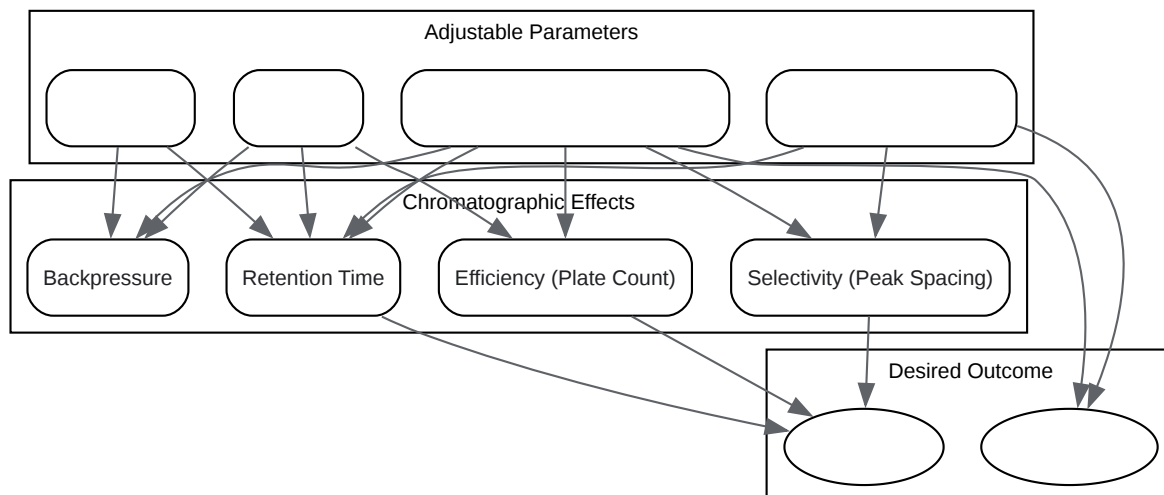 Adjustable Parameters
Chromatographic Effects
Backpressure
Retention Time
Efficiency (Plate Count)
Selectivity (Peak Spacing)
Desired Outcome